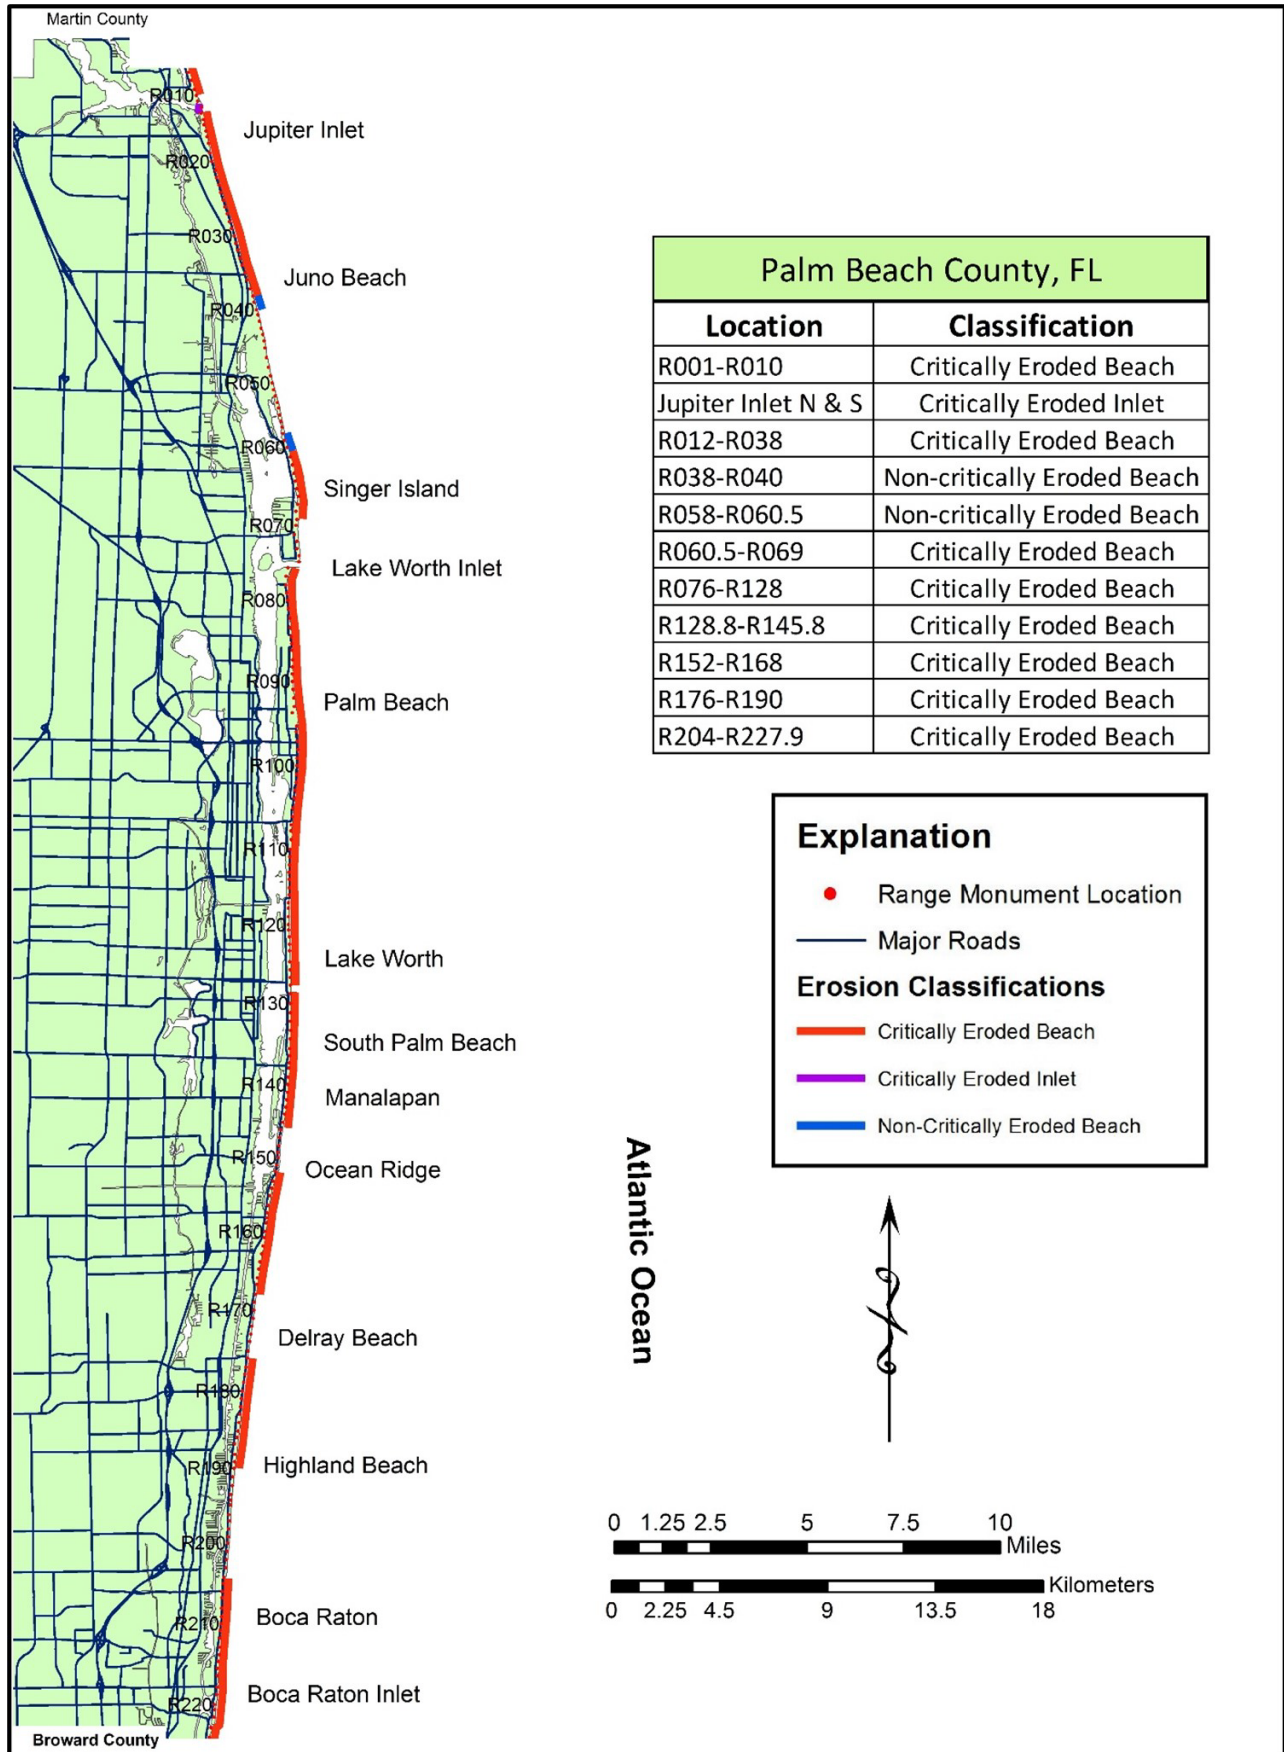 Martin County
R010
Jupiter Inlet
R020
R030
Juno Beach
R040
R050
R060
Singer Island
R070
Lake Worth Inlet
R080
R090
Palm Beach
R100
R110
R120
Lake Worth
R130
South Palm Beach
R140
Manalapan
R150
Ocean Ridge
R160
R170
Delray Beach
R180
Highland Beach
R190
R200
Boca Raton
R210
Boca Raton Inlet
R220
Broward County
Palm Beach County, FL
Location Classification
R001-R010 Critically Eroded Beach
Jupiter Inlet N & S Critically Eroded Inlet
R012-R038 Critically Eroded Beach
R038-R040 Non-critically Eroded Beach
R058-R060.5 Non-critically Eroded Beach
R060.5-R069 Critically Eroded Beach
R076-R128 Critically Eroded Beach
R128.8-R145.8 Critically Eroded Beach
R152-R168 Critically Eroded Beach
R176-R190 Critically Eroded Beach
R204-R227.9 Critically Eroded Beach
Explanation
Range Monument Location
Major Roads
Erosion Classifications
Critically Eroded Beach
Critically Eroded Inlet
Non-Critically Eroded Beach
Atlantic Ocean
0 1.25 2.5 5 7.5 10
Miles
Kilometers
0 2.25 4.5 9 13.5 18